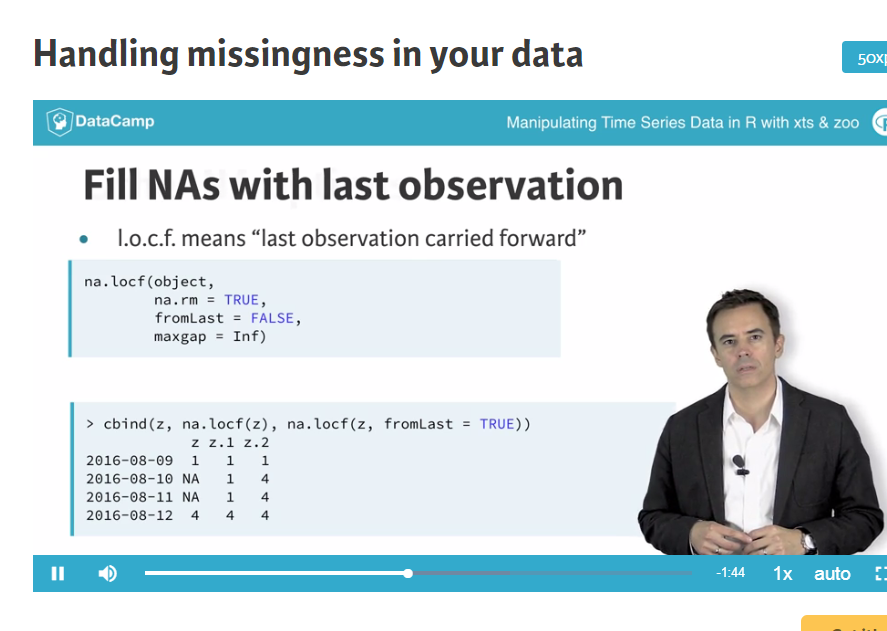 Handling missingness in your data
DataCamp
Manipulating Time Series Data in R with xts & zoo
Fill NAs with last observation
• l.o.c.f. means “last observation carried forward”
na.locf(object,
na.rm = TRUE,
fromLast = FALSE,
maxgap = Inf)
> cbind(z, na.locf(z), na.locf(z, fromLast = TRUE))
z z.1 z.2
2016-08-09 1 1 1
2016-08-10 NA 1 4
2016-08-11 NA 1 4
2016-08-12 4 4 4
-1:44 1x auto